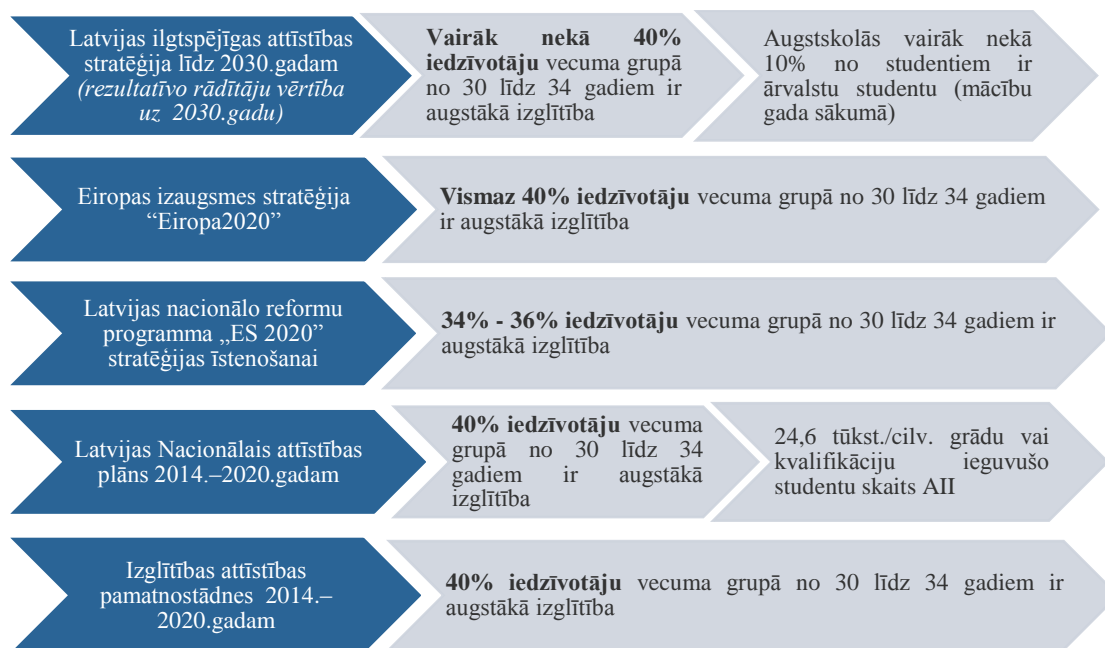 Latvijas ilgtspējīgas attīstības
stratēģija līdz 2030.gadam
(rezultatīvo rādītāju vērtība
uz 2030.gadu)
Vairāk nekā 40%
iedzīvotāju vecuma grupā
no 30 līdz 34 gadiem ir
augstākā izglītība
Augstskolās vairāk nekā
10% no studentiem ir
ārvalstu studentu (mācību
gada sākumā)
Eiropas izaugsmes stratēģija
“Eiropa2020”
Vismaz 40% iedzīvotāju vecuma grupā no 30 līdz 34 gadiem
ir augstākā izglītība
Latvijas nacionālo reformu
programma „ES 2020”
stratēģijas īstenošanai
34% - 36% iedzīvotāju vecuma grupā no 30 līdz 34 gadiem ir
augstākā izglītība
Latvijas Nacionālais attīstības
plāns 2014.–2020.gadam
40% iedzīvotāju vecuma
grupā no 30 līdz 34
gadiem ir augstākā
izglītība
24,6 tūkst./cilv. grādu vai
kvalifikāciju ieguvušo
studentu skaits AII
Izglītības attīstības
pamatnostādnes 2014.–
2020.gadam
40% iedzīvotāju vecuma grupā no 30 līdz 34 gadiem ir
augstākā izglītība